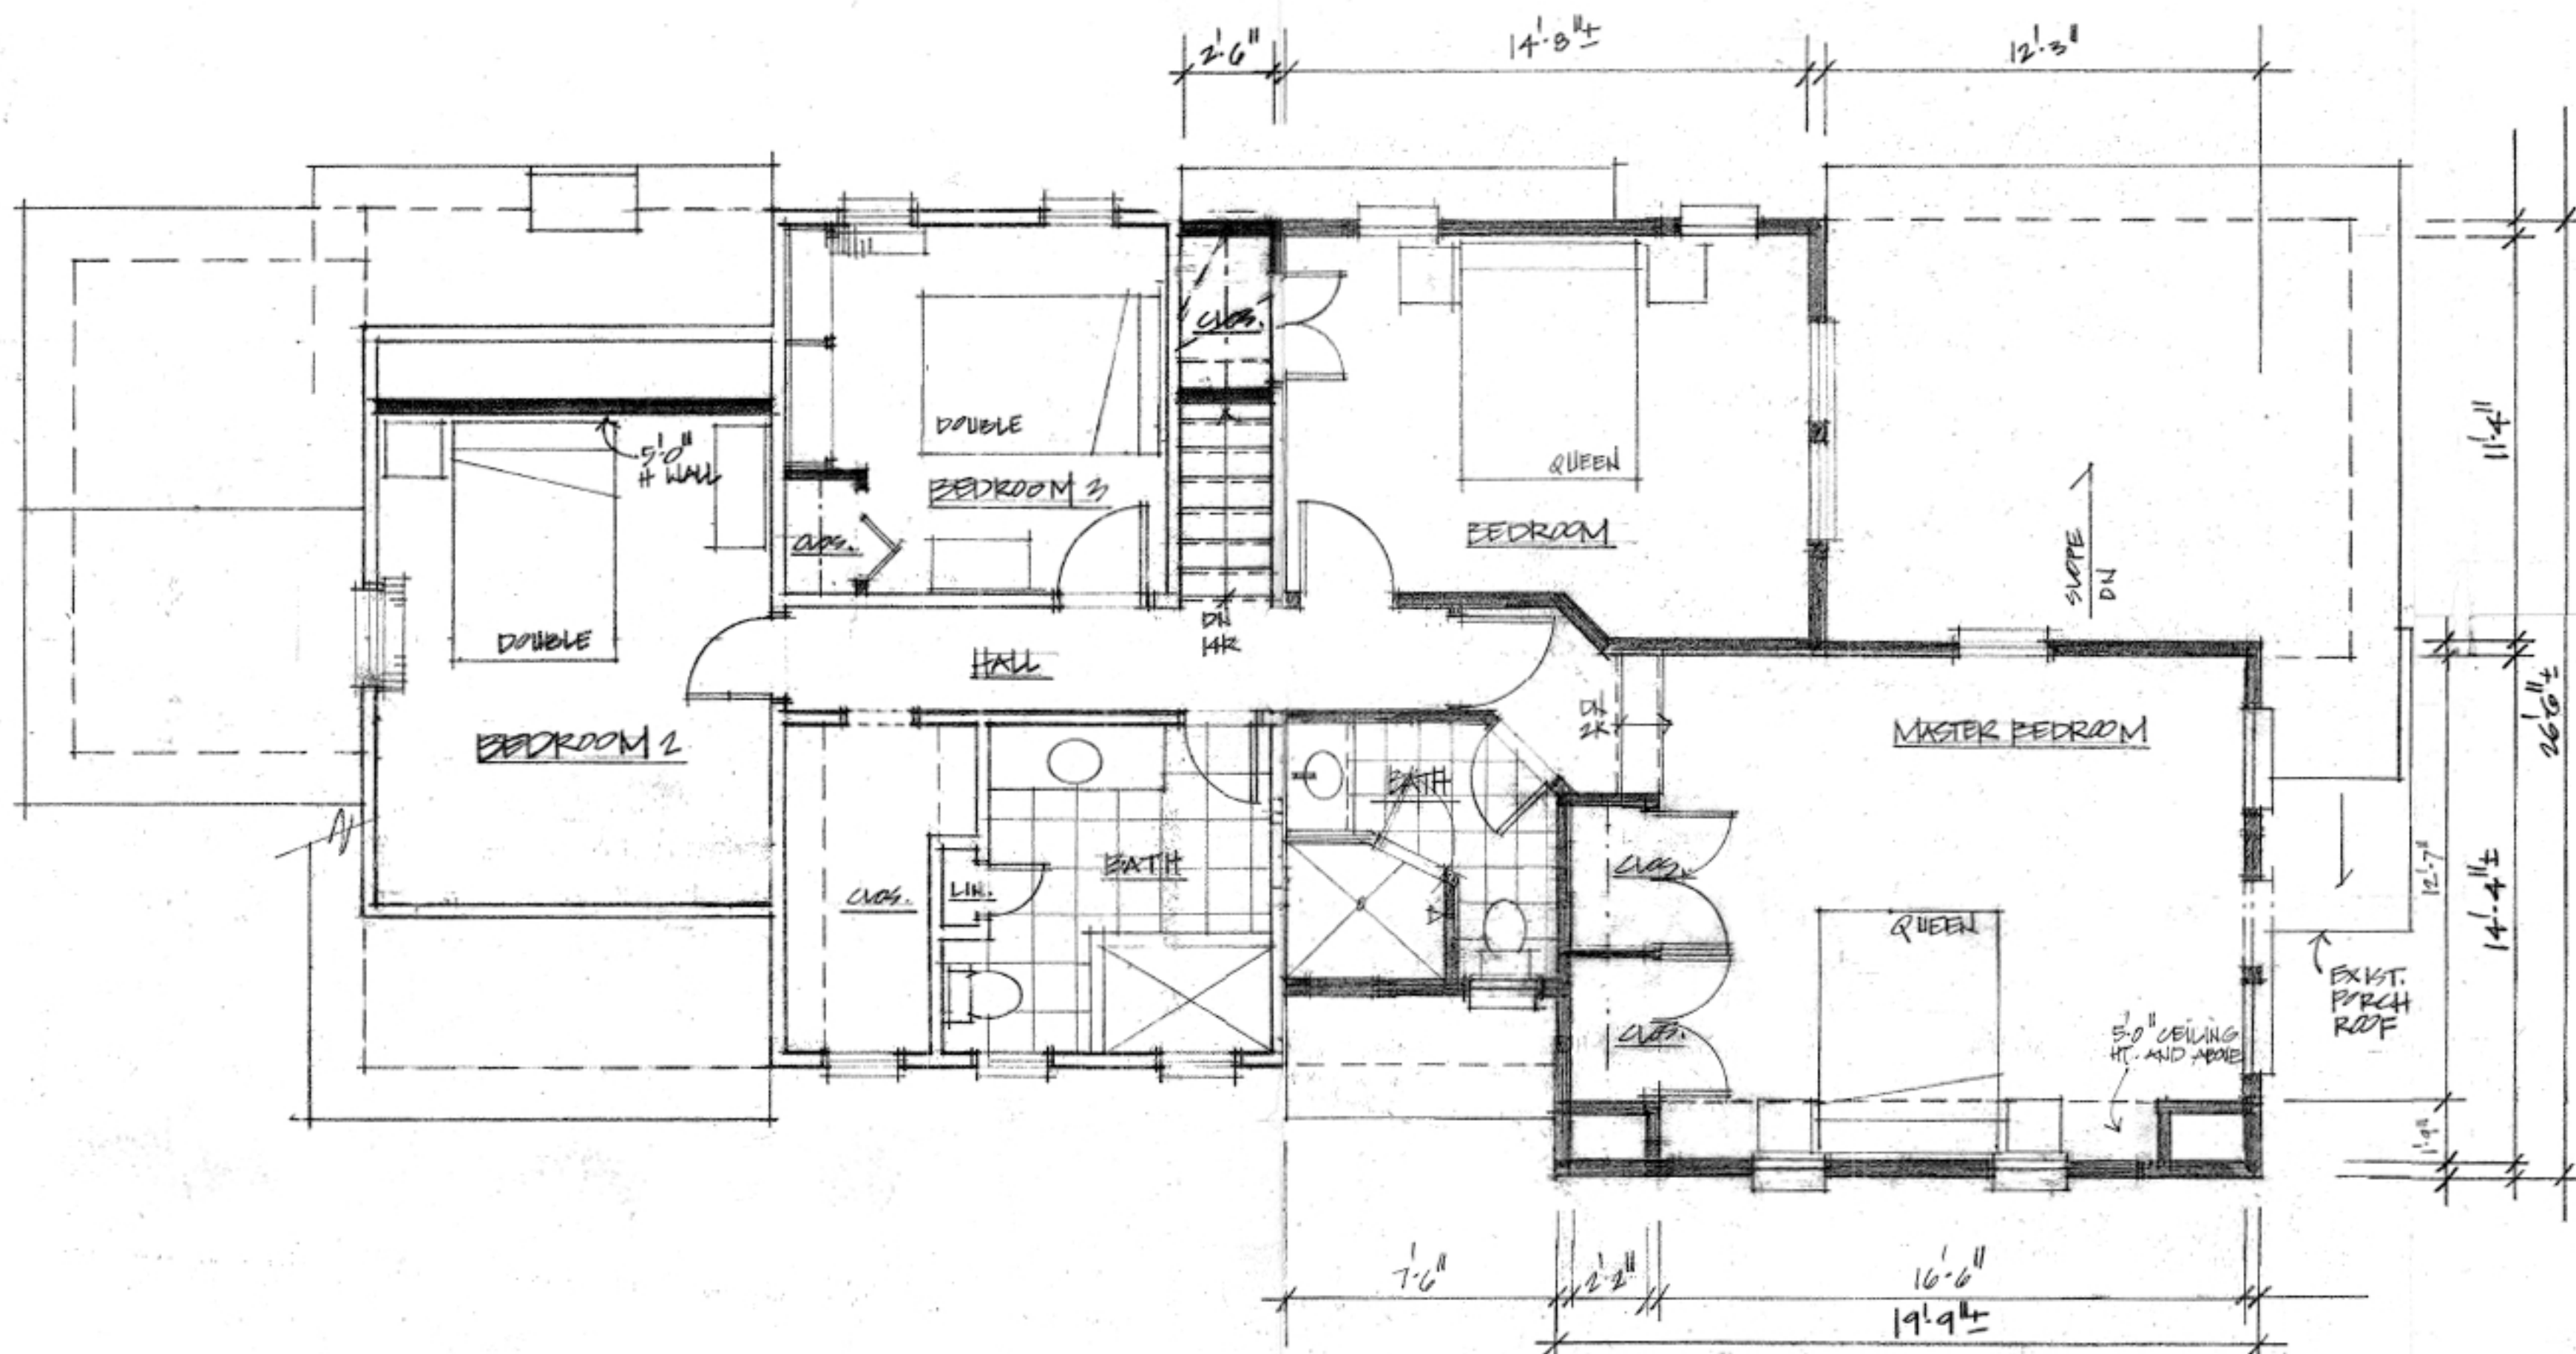 2'-6"
14'-8"±
12'-3"
CLOS.
DOUBLE
5'-0"
H WALL
BEDROOM 3
QUEEN
11'-4"
CLOS.
BEDROOM
SLOPE
DN
DOUBLE
DN
14R
HALL
26'-6"±
BEDROOM 2
DN
2R
MASTER BEDROOM
BATH
BATH
CLOS.
LIN.
CLOS.
12'-7"
14'-4"±
QUEEN
EXIST.
PORCH
ROOF
CLOS.
5'-0" CEILING
HT. AND ABOVE
1'-9"
7'-6"
2'-2"
16'-6"
19'-9"±